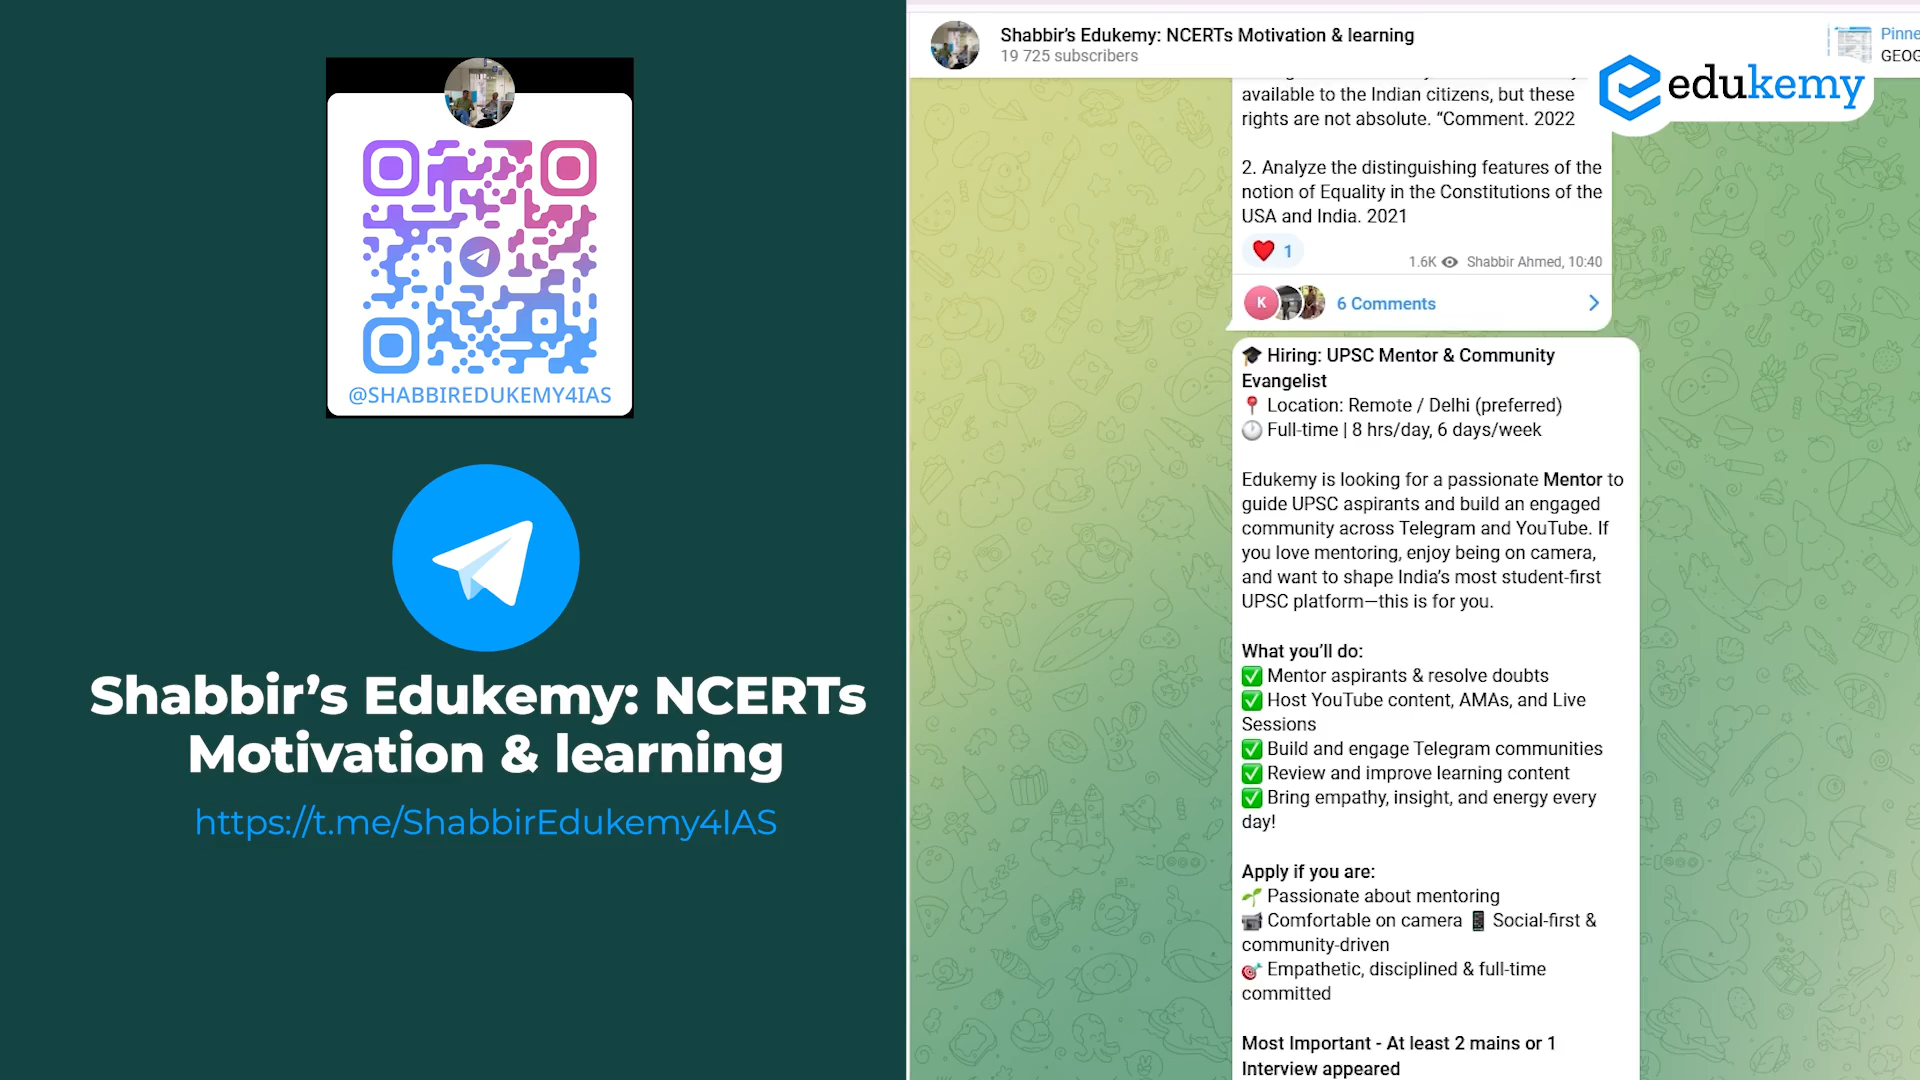 @SHABBIREDUKEMY4IAS
Shabbir’s Edukemy: NCERTs
Motivation & learning
https://t.me/ShabbirEdukemy4IAS
Shabbir’s Edukemy: NCERTs Motivation & learning
19 725 subscribers
edukemy
available to the Indian citizens, but these
rights are not absolute. “Comment. 2022
2. Analyze the distinguishing features of the
notion of Equality in the Constitutions of the
USA and India. 2021
❤️ 1
1.6K Shabbir Ahmed, 10:40
K
6 Comments
🎓 Hiring: UPSC Mentor & Community
Evangelist
📍 Location: Remote / Delhi (preferred)
🕐 Full-time | 8 hrs/day, 6 days/week
Edukemy is looking for a passionate Mentor to
guide UPSC aspirants and build an engaged
community across Telegram and YouTube. If
you love mentoring, enjoy being on camera,
and want to shape India’s most student-first
UPSC platform—this is for you.
What you’ll do:
✅ Mentor aspirants & resolve doubts
✅ Host YouTube content, AMAs, and Live
Sessions
✅ Build and engage Telegram communities
✅ Review and improve learning content
✅ Bring empathy, insight, and energy every
day!
Apply if you are:
🌱 Passionate about mentoring
📹 Comfortable on camera 📱 Social-first &
community-driven
🎯 Empathetic, disciplined & full-time
committed
Most Important - At least 2 mains or 1
Interview appeared